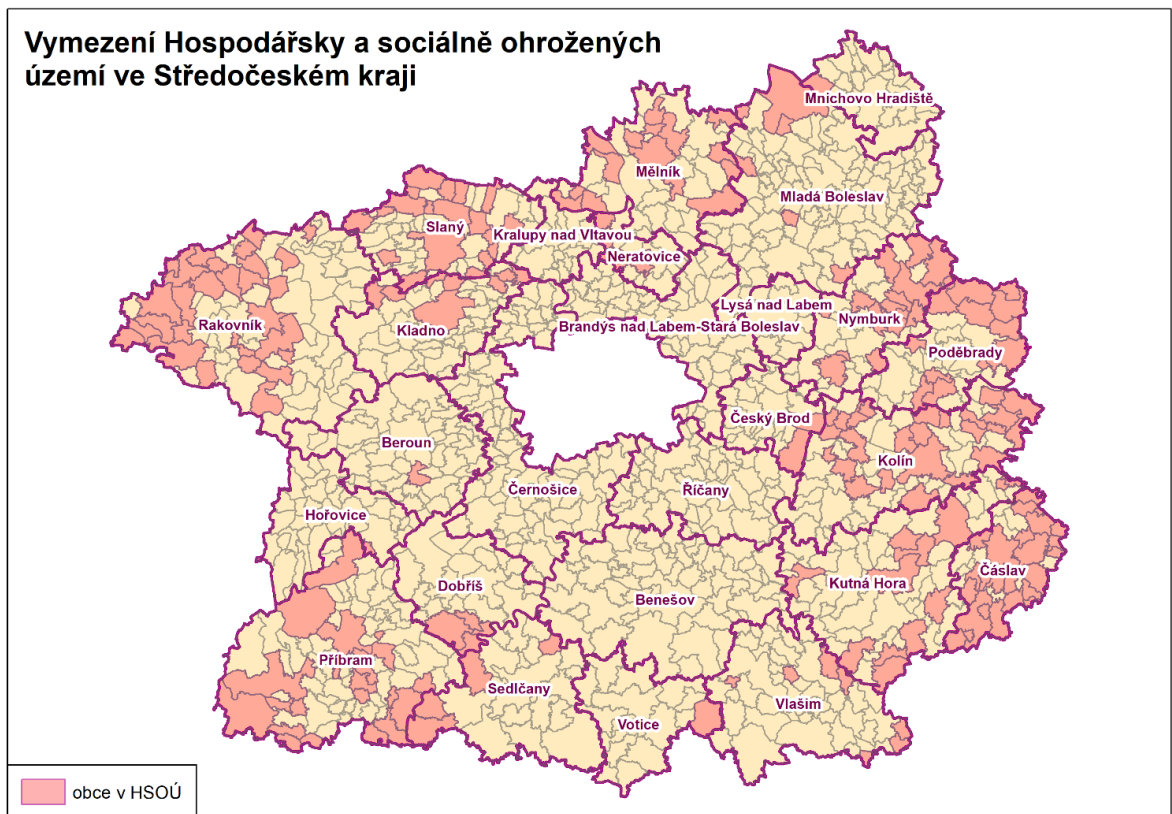 Vymezení Hospodářsky a sociálně ohrožených
území ve Středočeském kraji
Mnichovo Hradiště
Mělník
Mladá Boleslav
Slaný
Kralupy nad Vltavou
Neratovice
Lysá nad Labem
Rakovník
Kladno
Brandýs nad Labem-Stará Boleslav
Nymburk
Poděbrady
Český Brod
Beroun
Kolín
Černošice
Říčany
Hořovice
Čáslav
Kutná Hora
Dobříš
Benešov
Příbram
Sedlčany
Vlašim
Votice
obce v HSOÚ